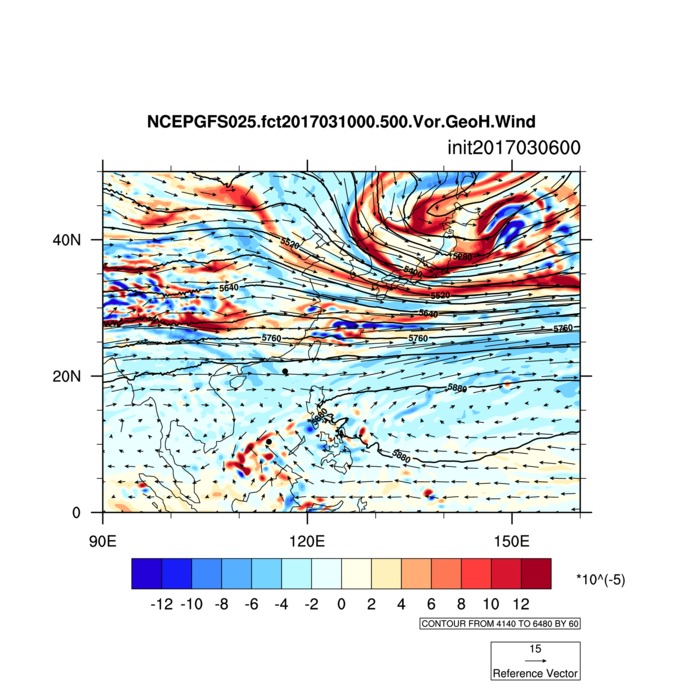 NCEPGFS025.fct2017031000.500.Vor.GeoH.Wind
init2017030600
40N
20N
0
90E 120E 150E
5520
5280
5520
5640
5640
5760
5760
5760
5880
5880
-12 -10 -8 -6 -4 -2 0 2 4 6 8 10 12
*10^(-5)
CONTOUR FROM 4140 TO 6480 BY 60
15
Reference Vector